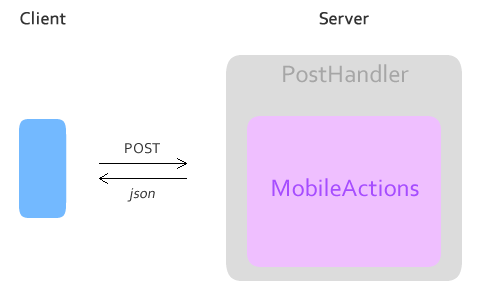 Client
Server
PostHandler
POST
json
MobileActions